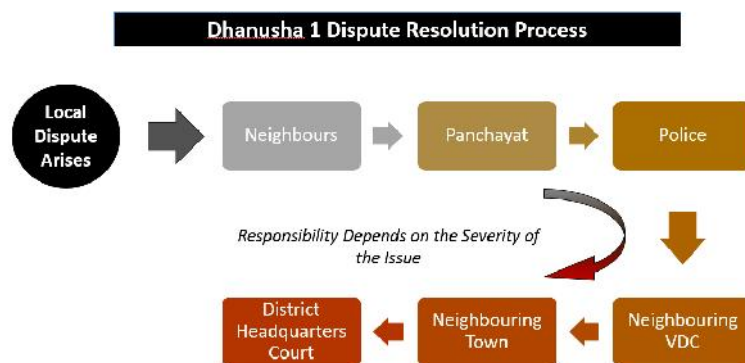 Dhanusha 1 Dispute Resolution Process
Local
Dispute
Arises
Neighbours
Panchayat
Police
Responsibility Depends on the Severity of
the Issue
Neighbouring
VDC
Neighbouring
Town
District
Headquarters
Court